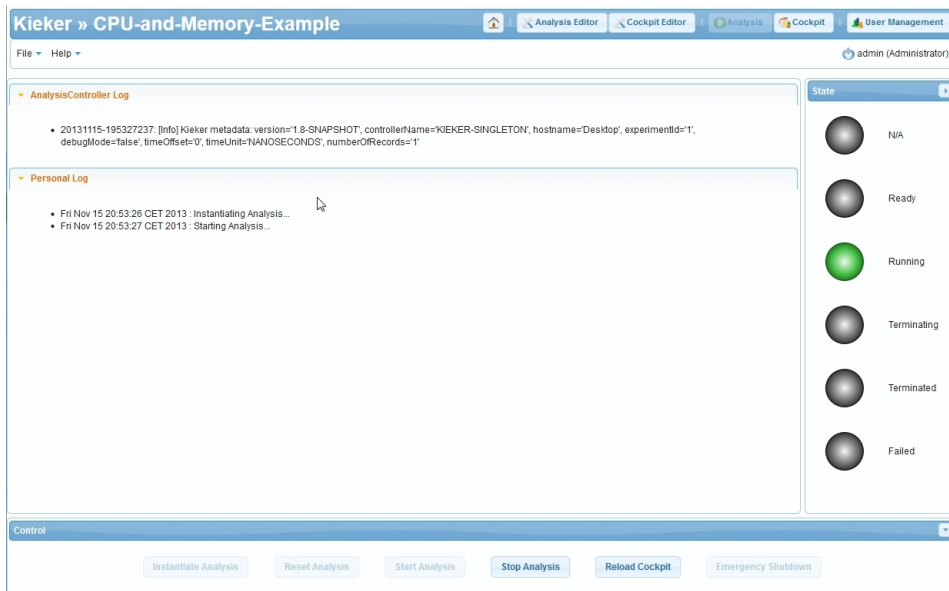 Kieker » CPU-and-Memory-Example
Analysis Editor
Cockpit Editor
Analysis
Cockpit
User Management
File
Help
admin (Administrator)
AnalysisController Log
20131115-195327237: [Info] Kieker metadata: version='1.8-SNAPSHOT', controllerName='KIEKER-SINGLETON', hostname='Desktop', experimentId='1',
debugMode='false', timeOffset='0', timeUnit='NANOSECONDS', numberOfRecords='1'
Personal Log
Fri Nov 15 20:53:26 CET 2013 : Instantiating Analysis...
Fri Nov 15 20:53:27 CET 2013 : Starting Analysis...
State
N/A
Ready
Running
Terminating
Terminated
Failed
Control
Instantiate Analysis
Reset Analysis
Start Analysis
Stop Analysis
Reload Cockpit
Emergency Shutdown